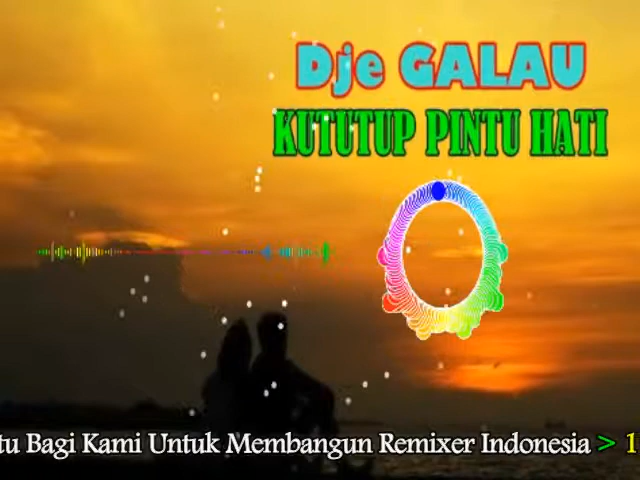 Dje GALAU
KUTUTUP PINTU HATI
tu Bagi Kami Untuk Membangun Remixer Indonesia > 1